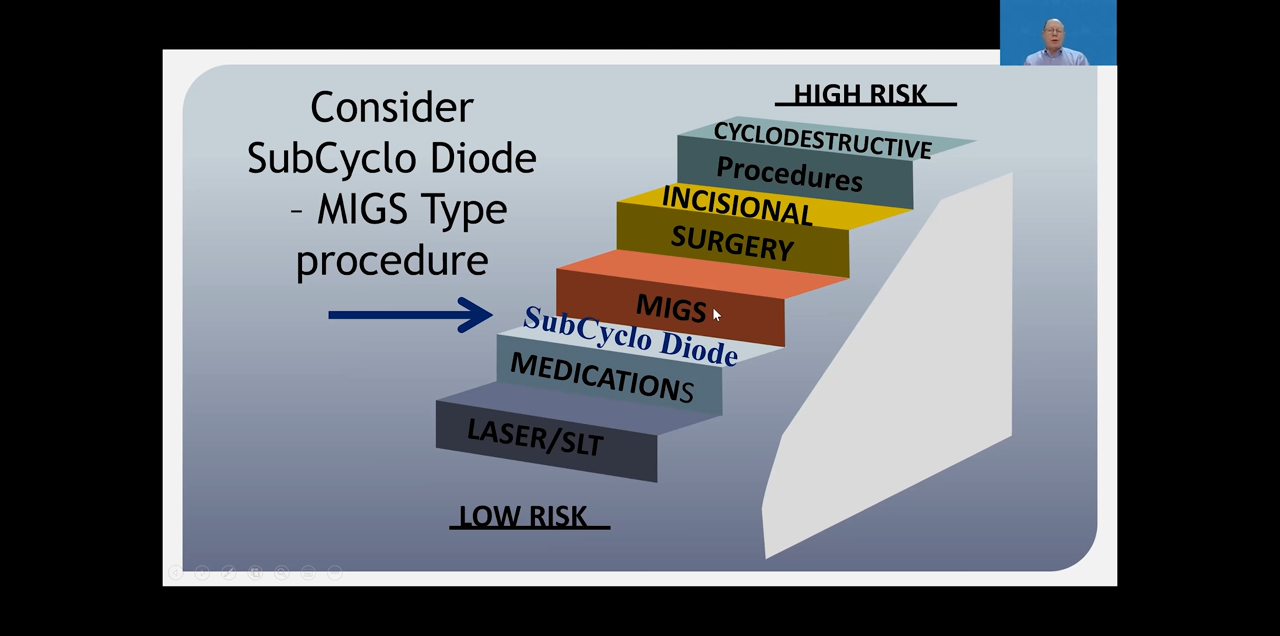 Consider
SubCyclo Diode
– MIGS Type
procedure
HIGH RISK
CYCLODESTRUCTIVE
Procedures
INCISIONAL
SURGERY
MIGS
SubCyclo Diode
MEDICATIONS
LASER/SLT
LOW RISK